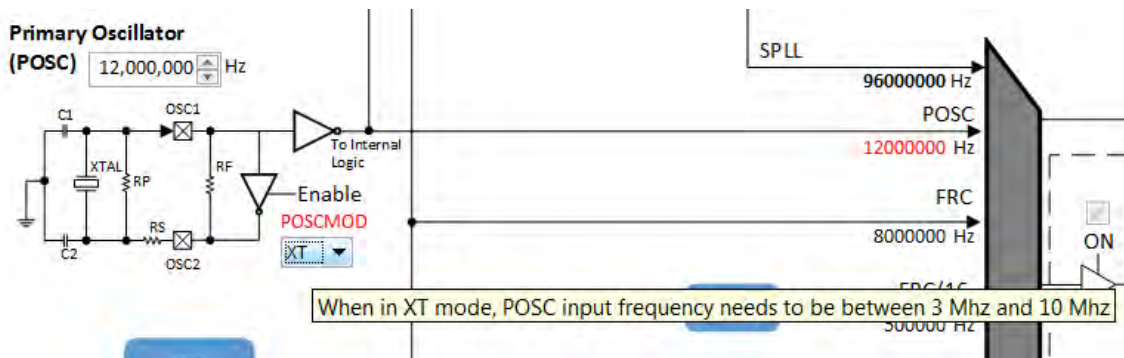 Primary Oscillator
(POSC) 12,000,000 Hz
SPLL
96000000 Hz
C1
OSC1
POSC
To Internal
Logic
12000000 Hz
XTAL
RP
RF
Enable
FRC
POSCMOD
RS
8000000 Hz
XT
ON
C2
OSC2
FRC/16
When in XT mode, POSC input frequency needs to be between 3 Mhz and 10 Mhz
500000 Hz